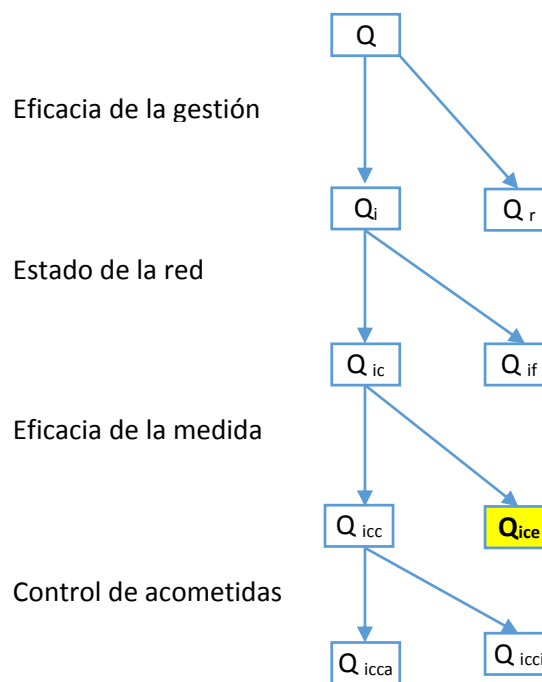 Q
Eficacia de la gestión
Qi
Q r
Estado de la red
Q ic
Q if
Eficacia de la medida
Q icc
Qice
Control de acometidas
Q icca
Q icci